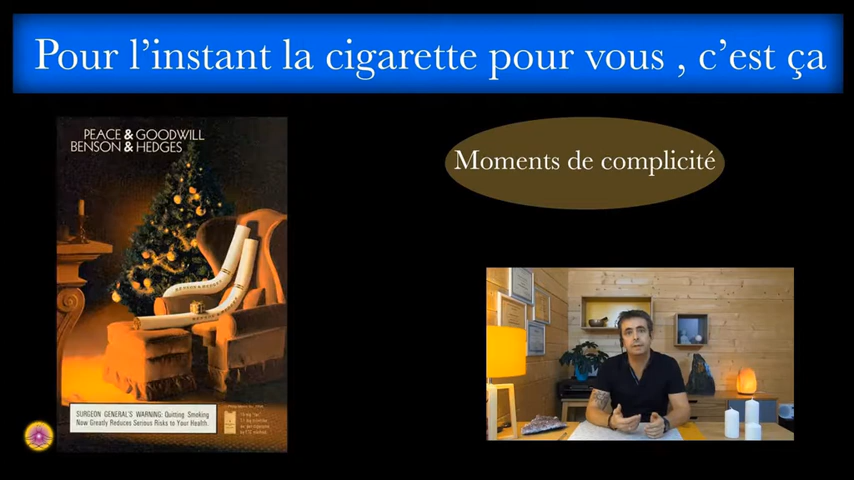 Pour l'instant la cigarette pour vous , c'est ça
PEACE & GOODWILL
BENSON & HEDGES
Moments de complicité
SURGEON GENERAL'S WARNING: Quitting Smoking
Now Greatly Reduces Serious Risks to Your Health.